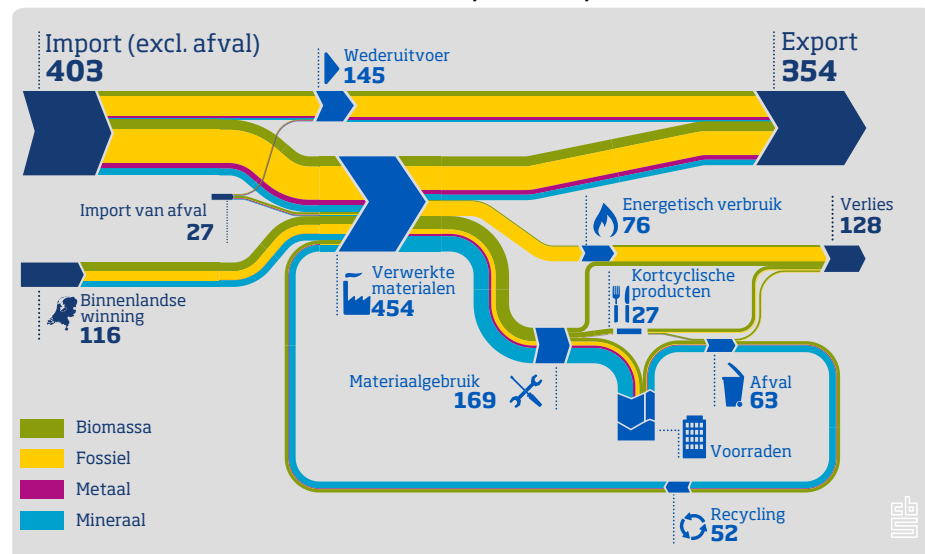 Import (excl. afval)
403
Wederuitvoer
145
Export
354
Import van afval
27
Energetisch verbruik
76
Verlies
128
Binnenlandse
winning
116
Verwerkte
materialen
454
Kortcyclische
producten
27
Materiaalgebruik
169
Afval
63
Voorraden
Biomassa
Fossiel
Metaal
Mineraal
Recycling
52
cbs